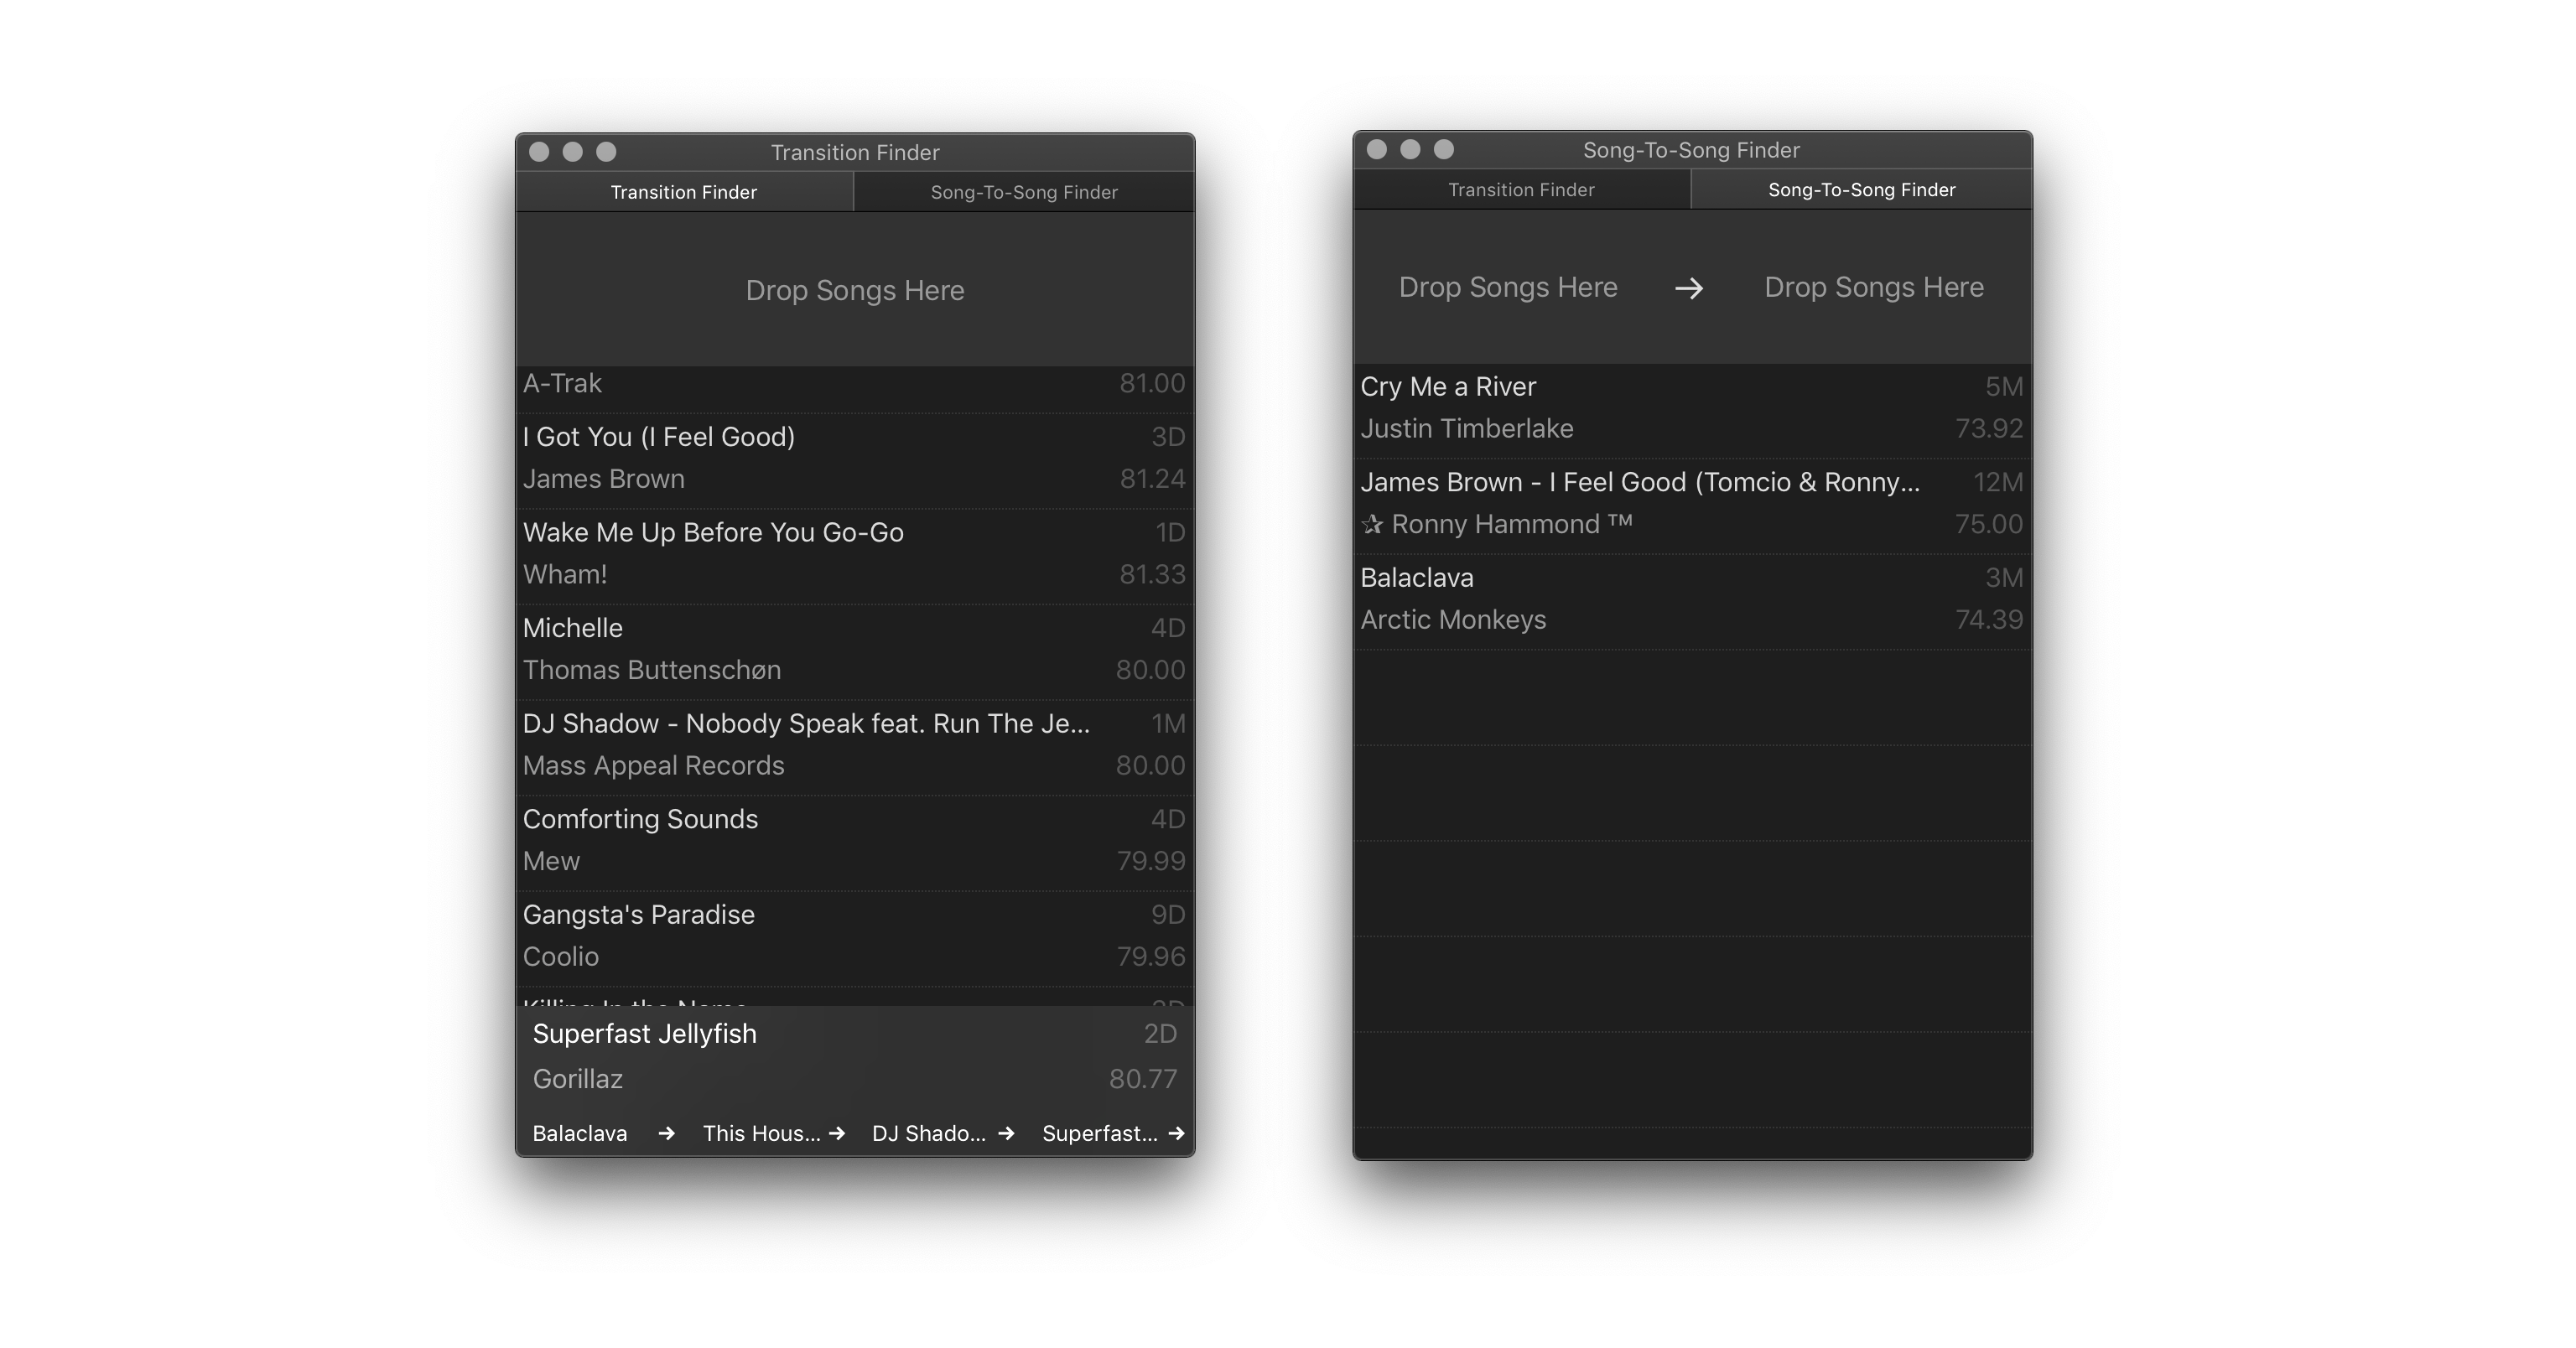 Transition Finder
Transition Finder Song-To-Song Finder
Drop Songs Here
A-Trak 81.00
I Got You (I Feel Good) 3D
James Brown 81.24
Wake Me Up Before You Go-Go 1D
Wham! 81.33
Michelle 4D
Thomas Buttenschøn 80.00
DJ Shadow - Nobody Speak feat. Run The Je... 1M
Mass Appeal Records 80.00
Comforting Sounds 4D
Mew 79.99
Gangsta's Paradise 9D
Coolio 79.96
Killing In the Name
Superfast Jellyfish 2D
Gorillaz 80.77
Balaclava → This Hous... → DJ Shado... → Superfast... →
Song-To-Song Finder
Transition Finder Song-To-Song Finder
Drop Songs Here → Drop Songs Here
Cry Me a River 5M
Justin Timberlake 73.92
James Brown - I Feel Good (Tomcio & Ronny... 12M
☆ Ronny Hammond ™ 75.00
Balaclava 3M
Arctic Monkeys 74.39